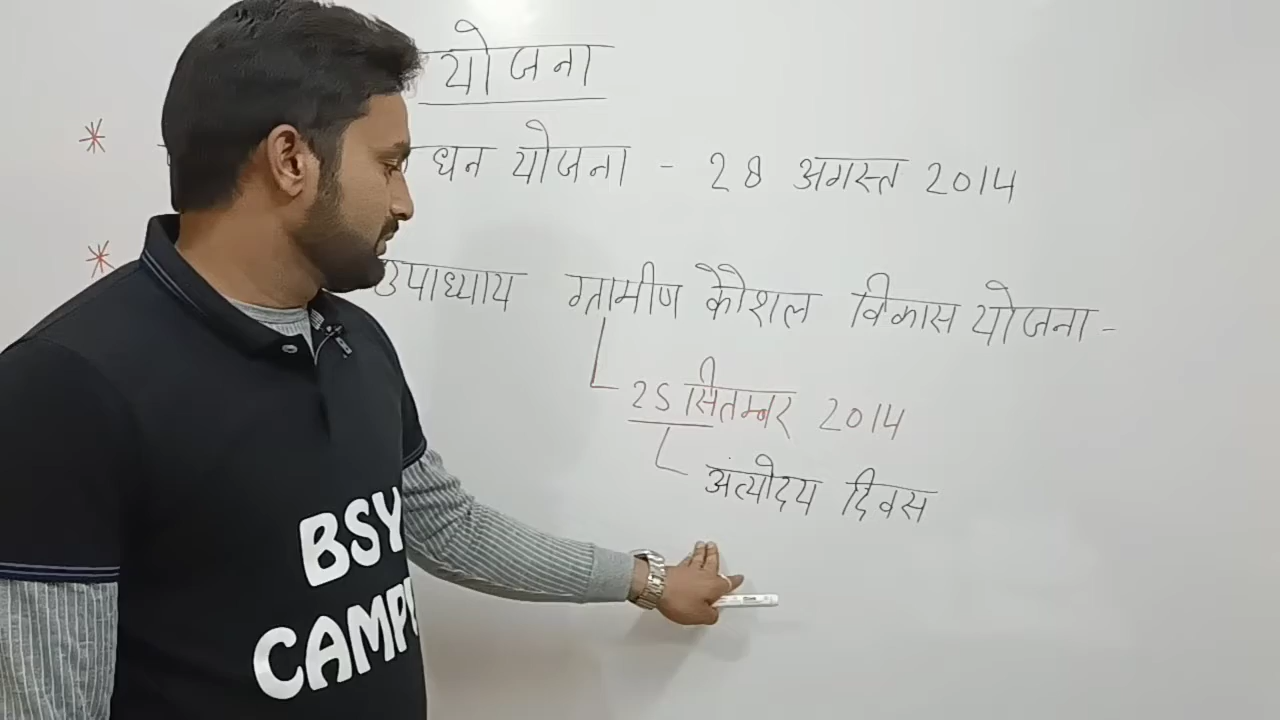 योजना
* धन योजना - 28 अगस्त 2014
* उपाध्याय ग्रामीण कौशल विकास योजना -
25 सितम्बर 2014
अंत्योदय दिवस
BSY
CAMP